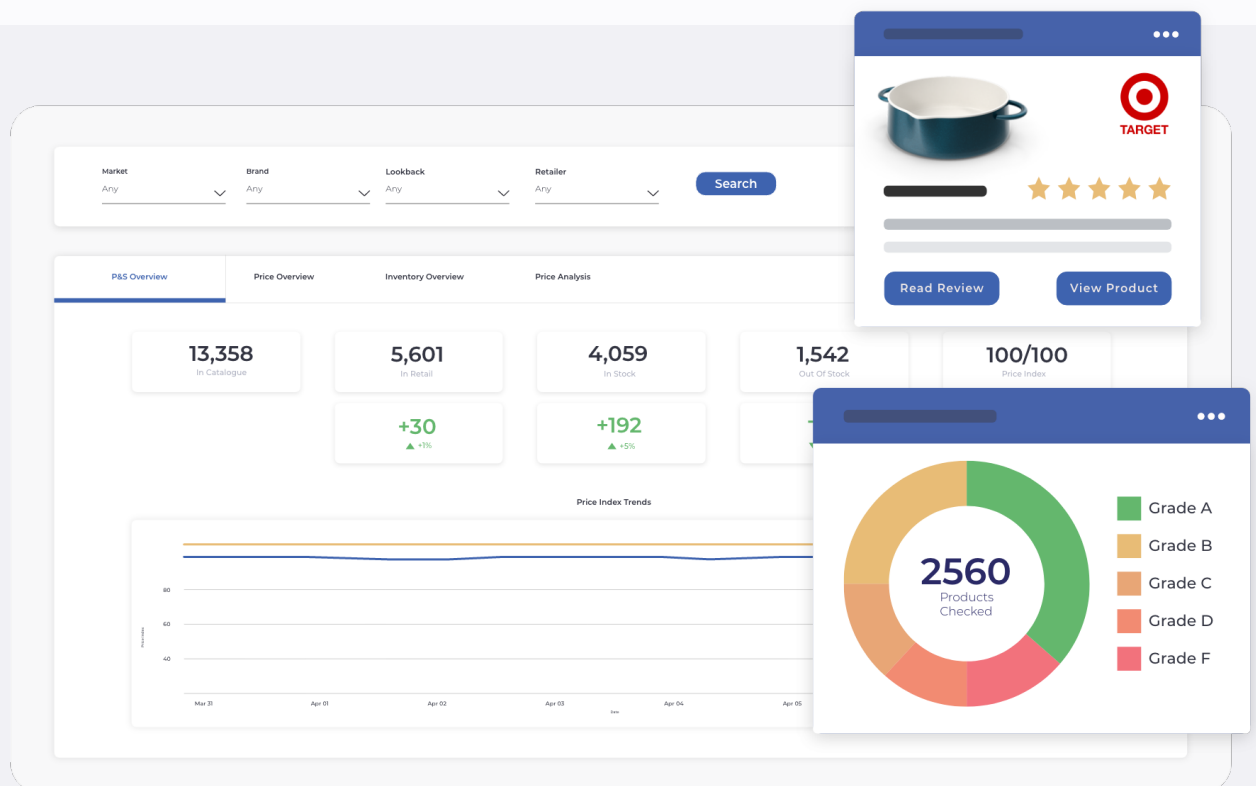 TARGET
Market
Brand
Lookback
Retailer
Any
Any
Any
Any
Search
Read Review
View Product
P&S Overview
Price Overview
Inventory Overview
Price Analysis
13,358
In Catalogue
5,601
In Retail
4,059
In Stock
1,542
Out Of Stock
100/100
Price Index
+30
+1%
+192
+5%
Price Index Trends
80
60
40
Price Index
Mar 31
Apr 01
Apr 02
Apr 03
Apr 04
Apr 05
Date
2560
Products
Checked
Grade A
Grade B
Grade C
Grade D
Grade F